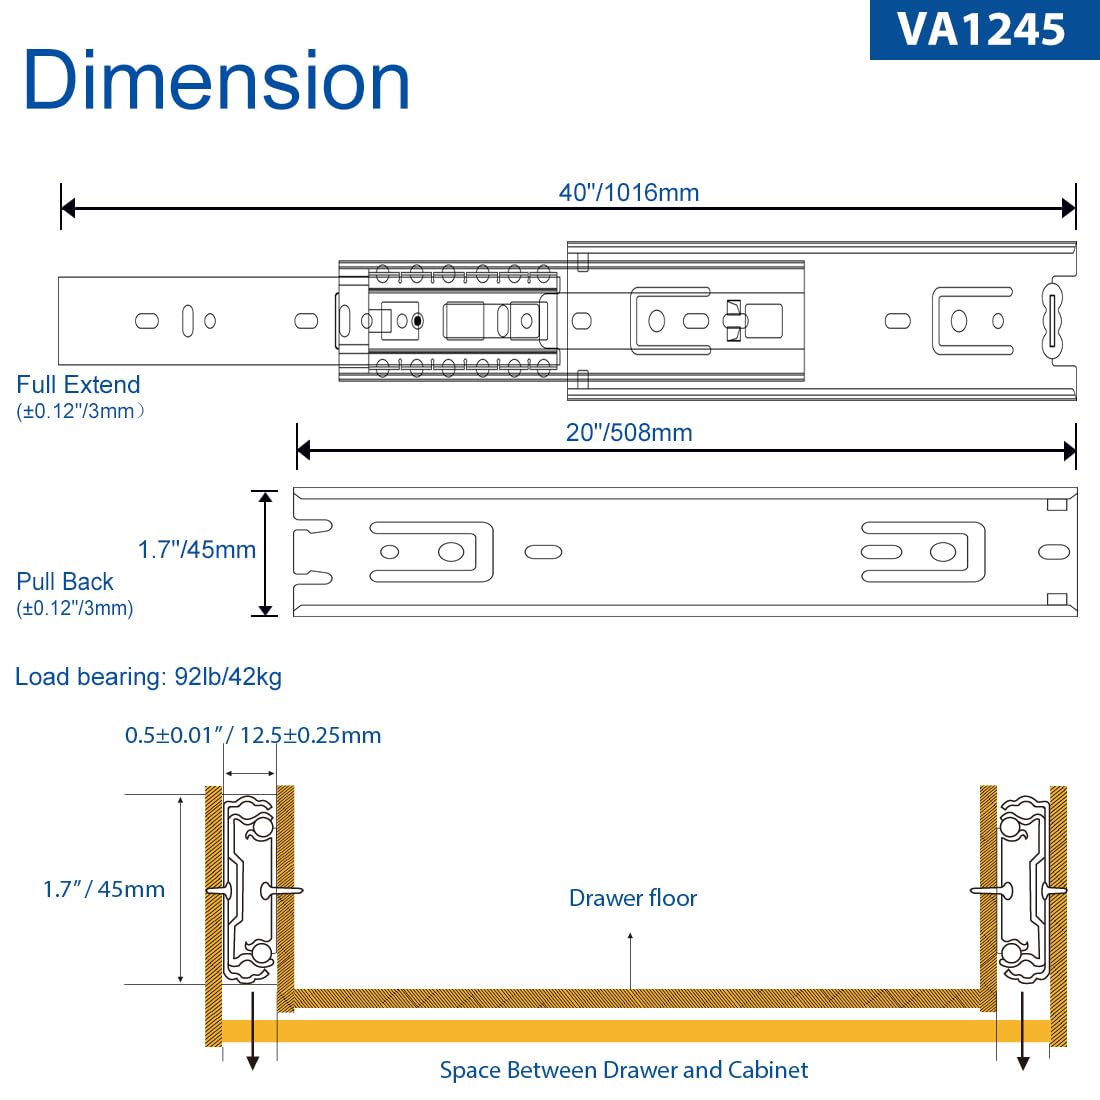 VA1245
Dimension
40"/1016mm
Full Extend
(±0.12"/3mm）
20"/508mm
1.7"/45mm
Pull Back
(±0.12"/3mm)
Load bearing: 92lb/42kg
0.5±0.01”/ 12.5±0.25mm
1.7”/ 45mm
Drawer floor
Space Between Drawer and Cabinet